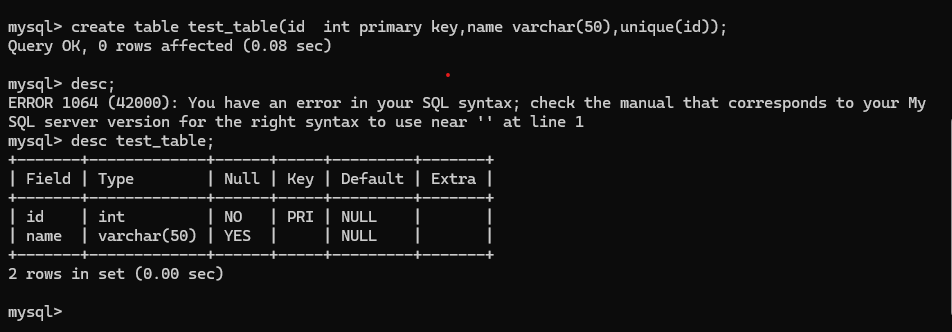 mysql> create table test_table(id  int primary key,name varchar(50),unique(id));
Query OK, 0 rows affected (0.08 sec)
mysql> desc;
ERROR 1064 (42000): You have an error in your SQL syntax; check the manual that corresponds to your My
SQL server version for the right syntax to use near '' at line 1
mysql> desc test_table;
+-------+-------------+------+-----+---------+-------+
| Field | Type        | Null | Key | Default | Extra |
+-------+-------------+------+-----+---------+-------+
| id    | int         | NO   | PRI | NULL    |       |
| name  | varchar(50) | YES  |     | NULL    |       |
+-------+-------------+------+-----+---------+-------+
2 rows in set (0.00 sec)
mysql>